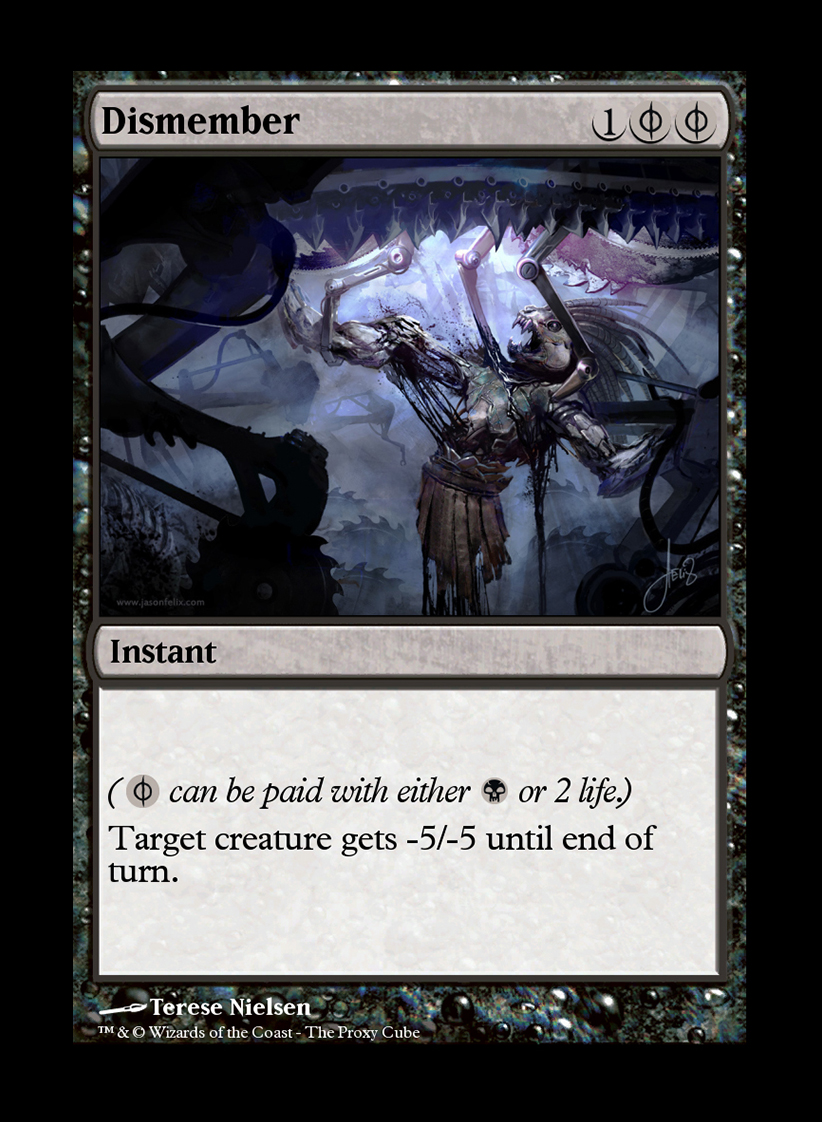 Dismember 1
www.jasonfelix.com
JFELIX
Instant
( can be paid with either or 2 life.)
Target creature gets -5/-5 until end of
turn.
Terese Nielsen
™ & © Wizards of the Coast - The Proxy Cube